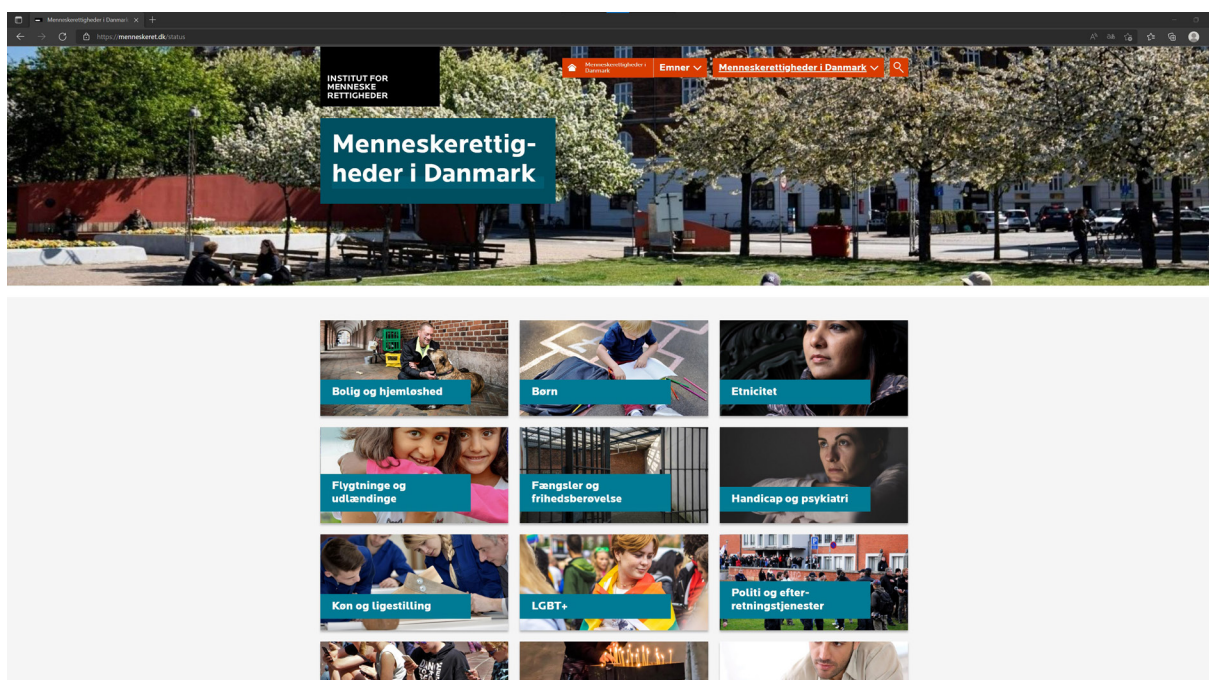 Menneskerettigheder i Danmark
https://menneskeret.dk/status
INSTITUT FOR
MENNESKE
RETTIGHEDER
Menneskerettigheder i
Danmark
Emner
Menneskerettigheder i Danmark
Menneskerettig-
heder i Danmark
Bolig og hjemløshed
Børn
Etnicitet
Flygtninge og
udlændinge
Fængsler og
frihedsberøvelse
Handicap og psykiatri
Køn og ligestilling
LGBT+
Politi og efter-
retningstjenester